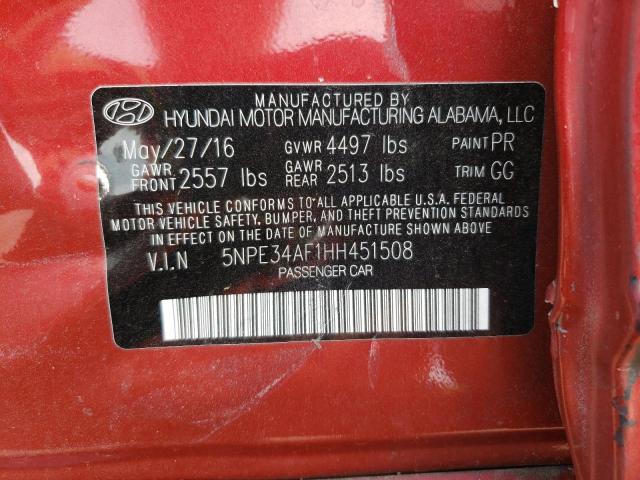 MANUFACTURED BY
HYUNDAI MOTOR MANUFACTURING ALABAMA, LLC
May/27/16 GVWR 4497 lbs PAINT PR
GAWR FRONT 2557 lbs GAWR REAR 2513 lbs TRIM GG
THIS VEHICLE CONFORMS TO ALL APPLICABLE U.S.A. FEDERAL
MOTOR VEHICLE SAFETY, BUMPER, AND THEFT PREVENTION
STANDARDS IN EFFECT ON THE DATE OF MANUFACTURE SHOWN ABOVE
V.I.N 5NPE34AF1HH451508
PASSENGER CAR